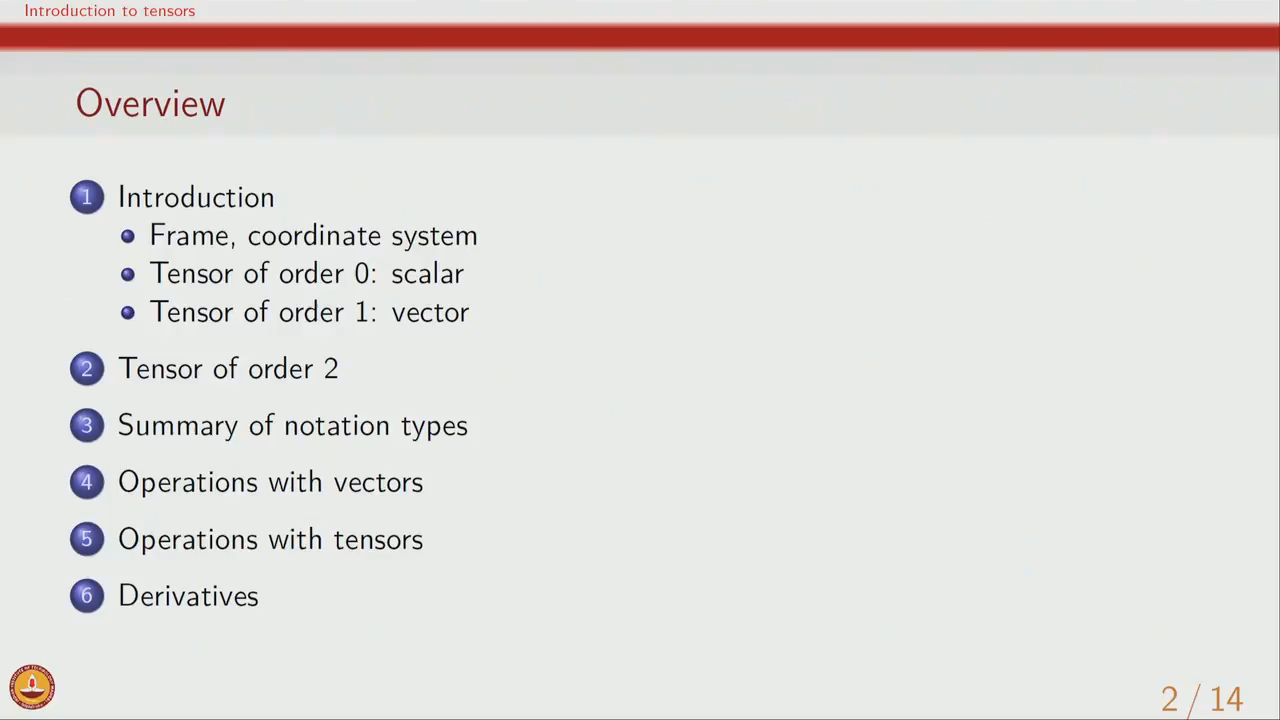 Introduction to tensors
Overview
1 Introduction
Frame, coordinate system
Tensor of order 0: scalar
Tensor of order 1: vector
2 Tensor of order 2
3 Summary of notation types
4 Operations with vectors
5 Operations with tensors
6 Derivatives
2 / 14